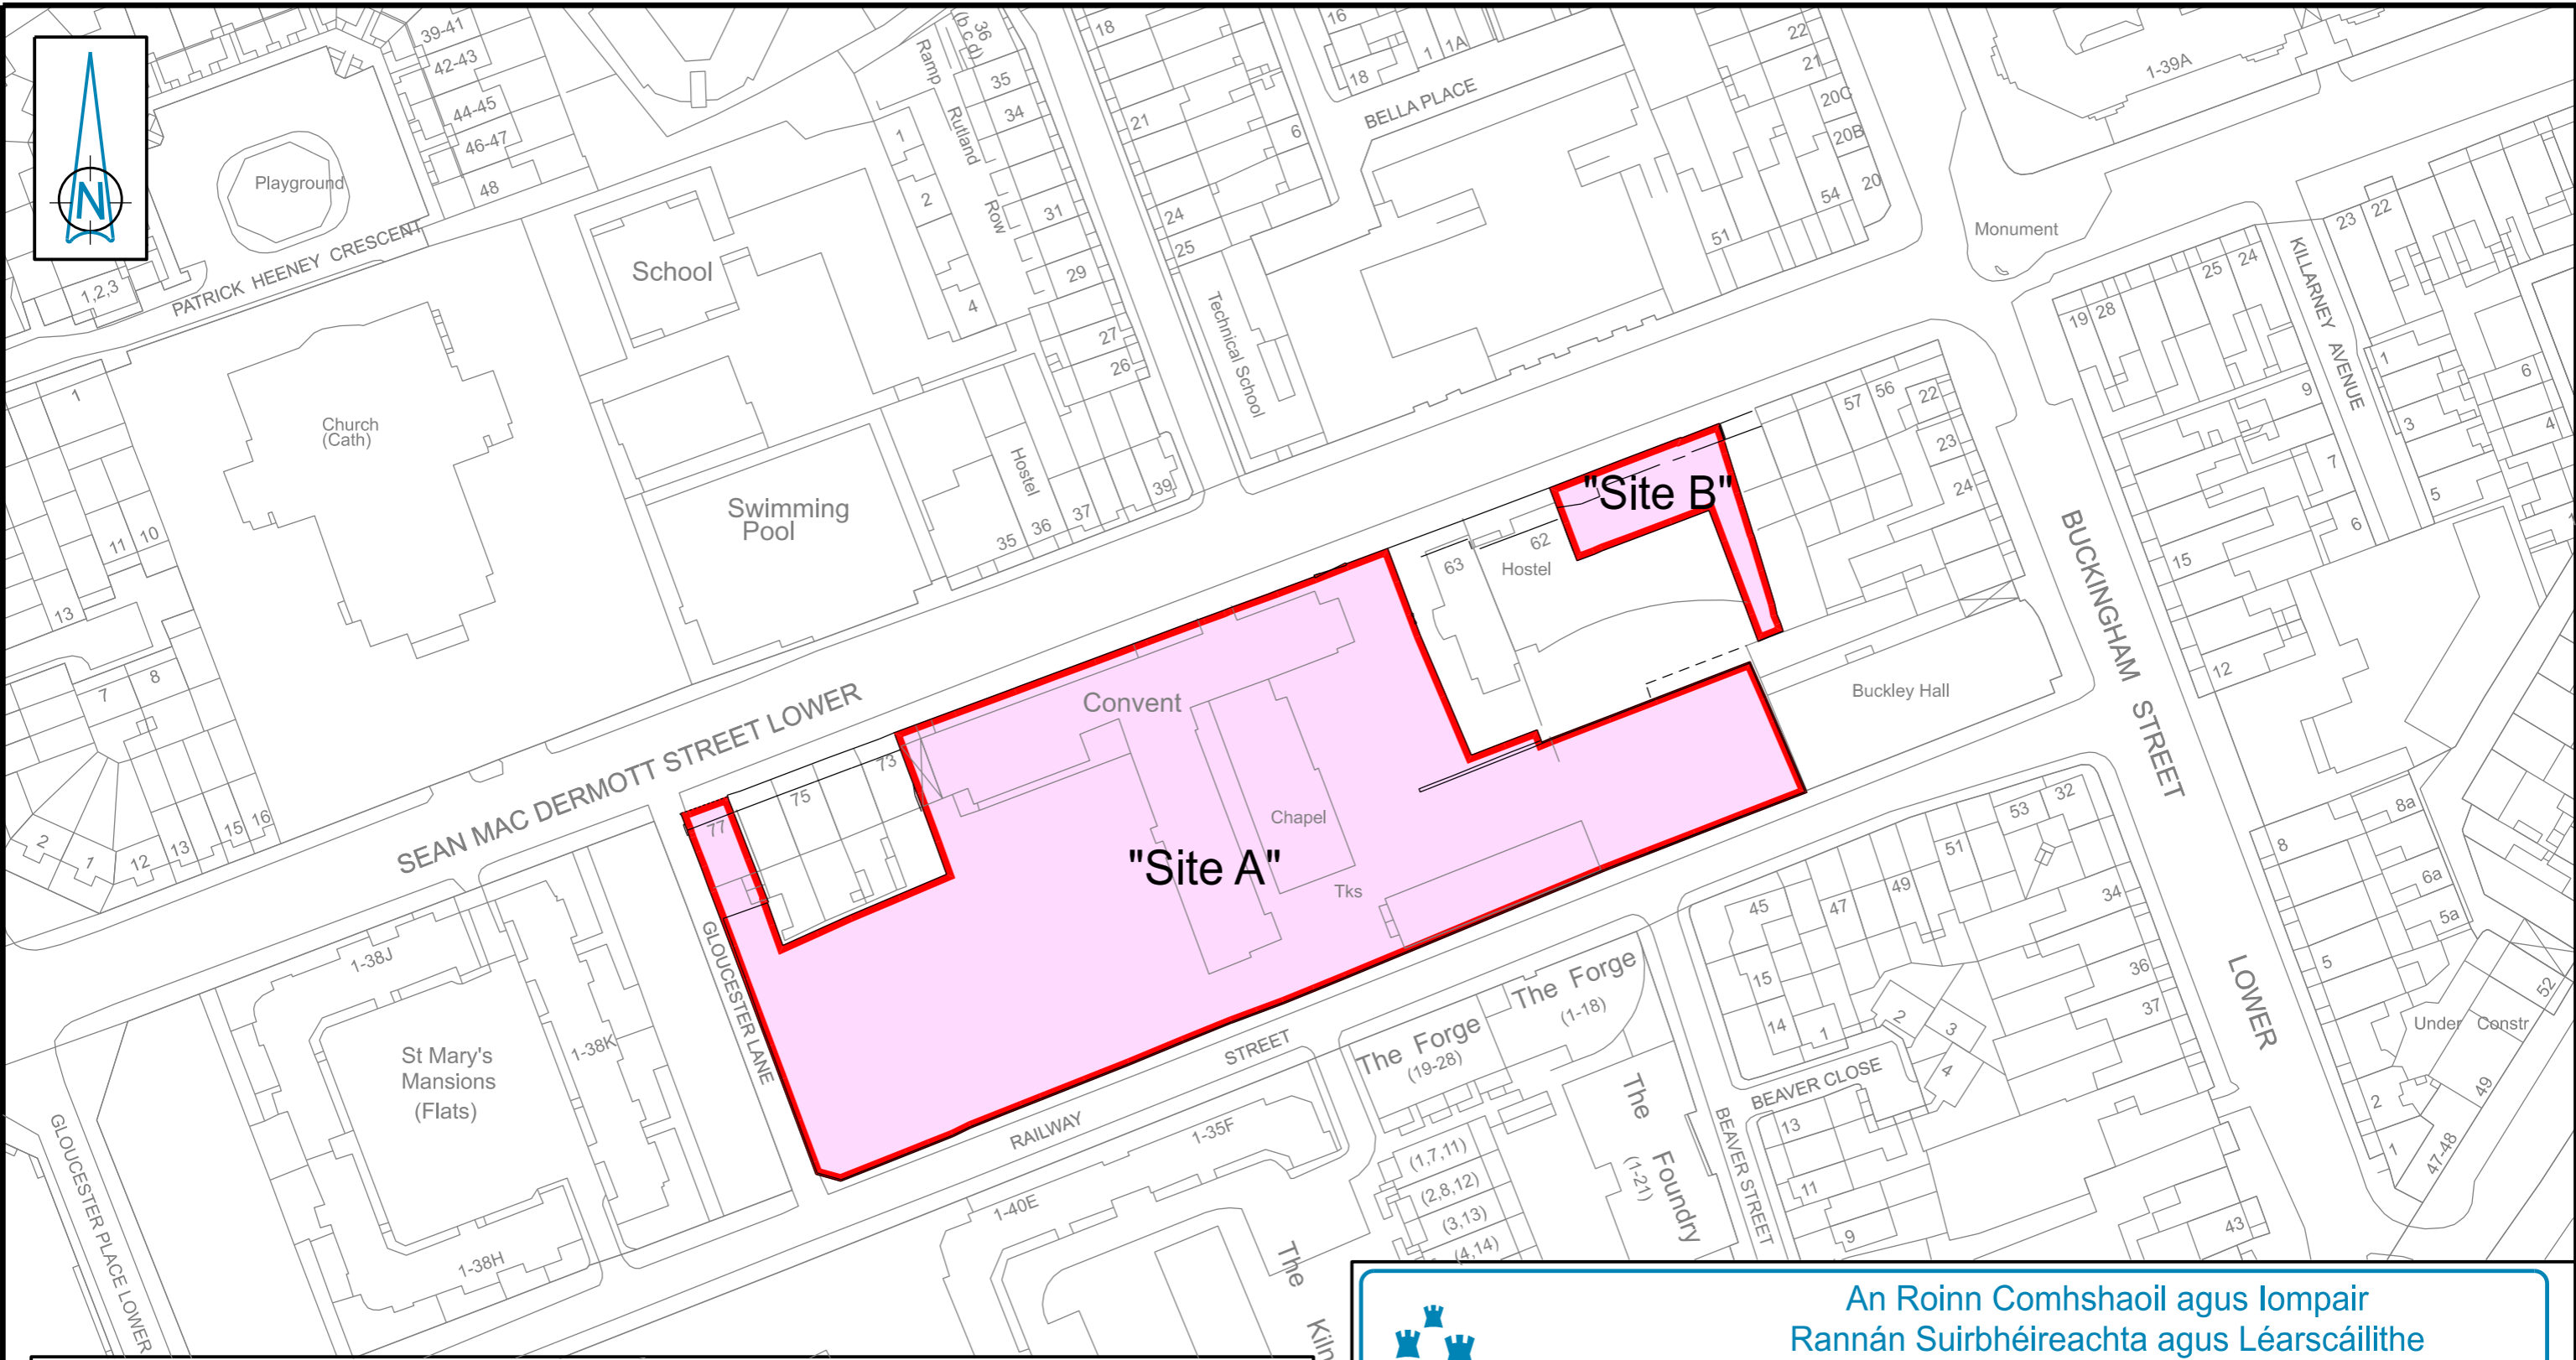 39-41
42-43
44-45
46-47
48
Playground
N
PATRICK HEENEY CRESCENT
1,2,3
School
Ramp
36
(b,c,d)
35
34
Rutland
Row
31
29
27
26
1
2
4
18
21
24
25
6
16
18
1
1A
BELLA PLACE
Technical School
22
21
20C
20B
20
54
51
1-39A
Monument
23
22
KILLARNEY AVENUE
19
28
25
24
9
7
6
15
12
1
3
5
6
4
1
Church
(Cath)
11
10
13
7
8
2
1
12
13
15
16
Swimming
Pool
Hostel
35
36
37
39
SEAN MAC DERMOTT STREET LOWER
"Site B"
57
56
22
23
24
63
62
Hostel
Convent
Chapel
Tks
"Site A"
73
75
77
Buckley Hall
BUCKINGHAM STREET LOWER
GLOUCESTER LANE
RAILWAY STREET
1-38J
1-38K
1-38H
St Mary's
Mansions
(Flats)
GLOUCESTER PLACE LOWER
The Forge
(1-18)
The Forge
(19-28)
1-35F
1-40E
(1,7,11)
(2,8,12)
(3,13)
(4,14)
The Foundry
(1-21)
The Kiln
BEAVER CLOSE
BEAVER STREET
45
47
49
51
53
32
34
36
37
15
14
1
2
3
4
13
11
9
43
8
8a
6a
5a
5
2
1
Under Constr
52
49
47-48
An Roinn Comhshaoil agus Iompair
Rannán Suirbhéireachta agus Léarscáilithe